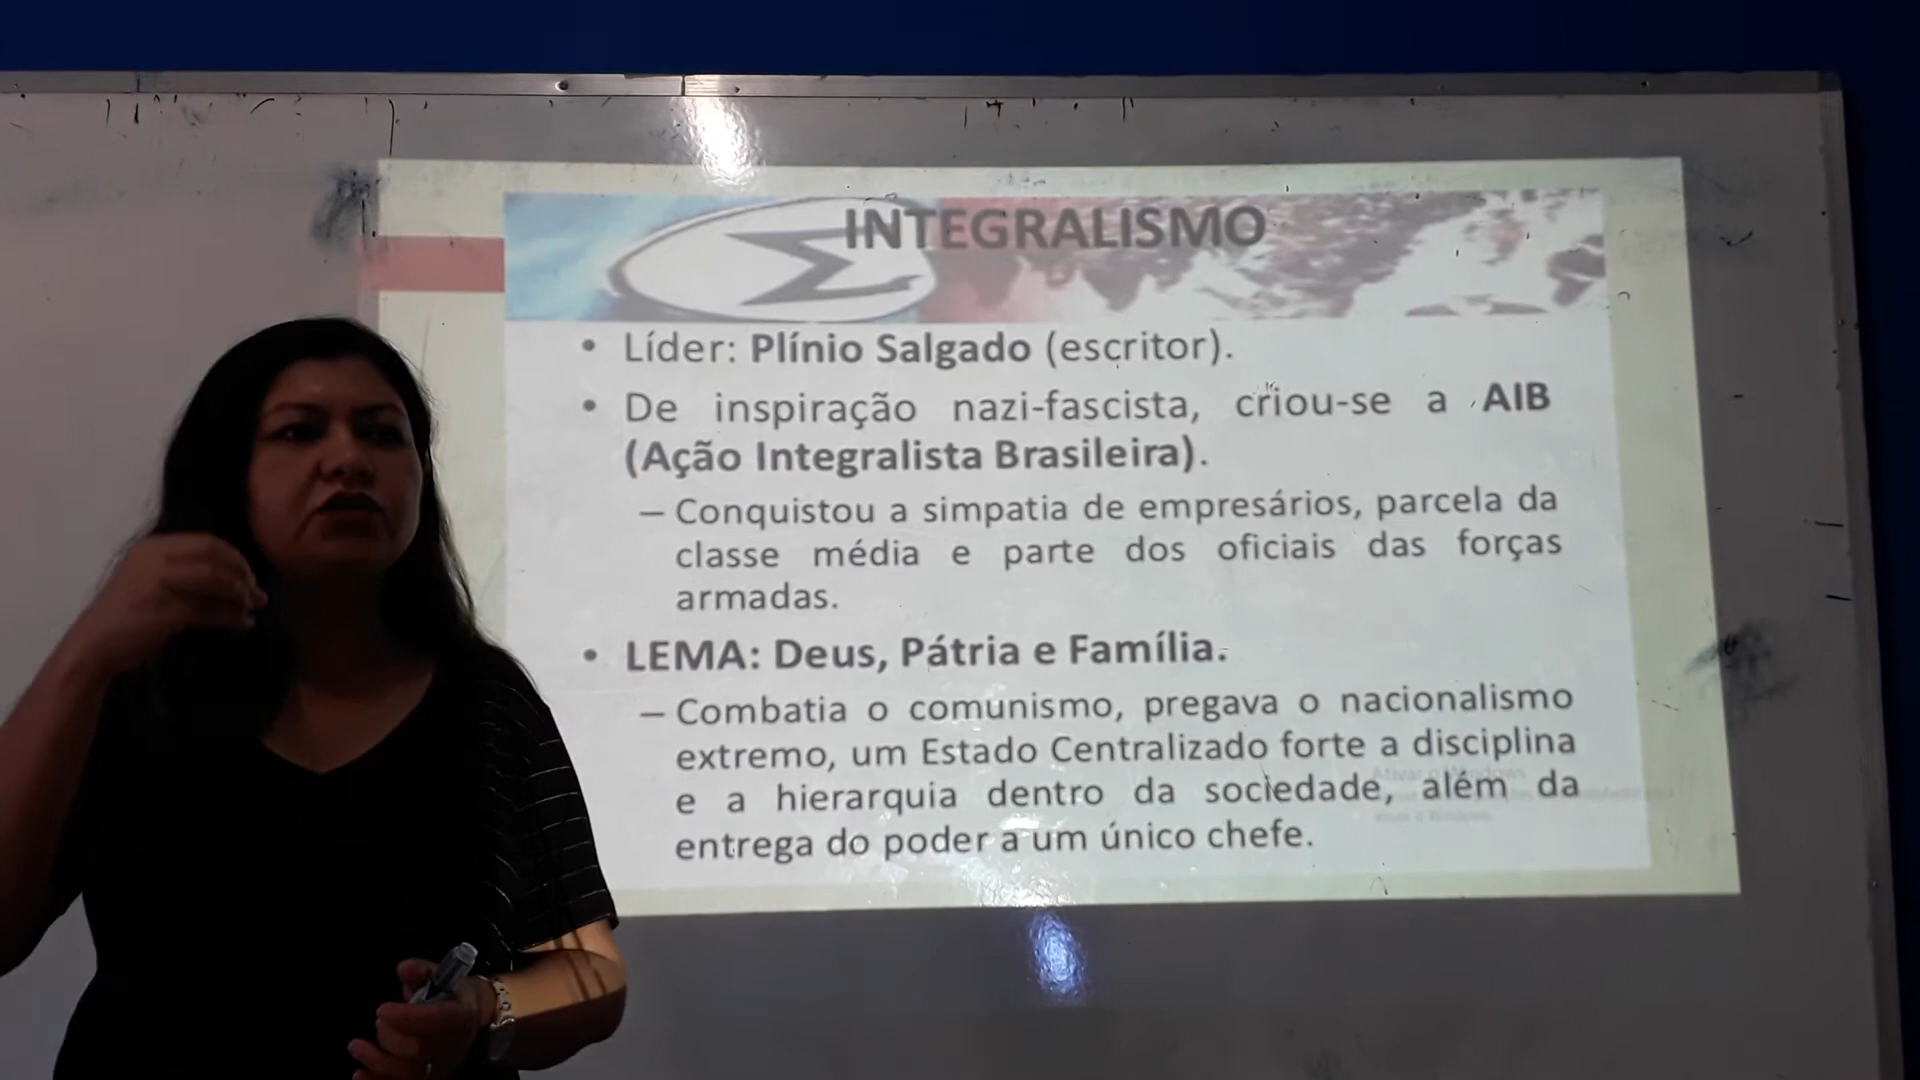 INTEGRALISMO
• Líder: Plínio Salgado (escritor).
• De inspiração nazi-fascista, criou-se a AIB
(Ação Integralista Brasileira).
– Conquistou a simpatia de empresários, parcela da
classe média e parte dos oficiais das forças
armadas.
• LEMA: Deus, Pátria e Família.
– Combatia o comunismo, pregava o nacionalismo
extremo, um Estado Centralizado forte a disciplina
e a hierarquia dentro da sociedade, além da
entrega do poder a um único chefe.
Ativar o Windows